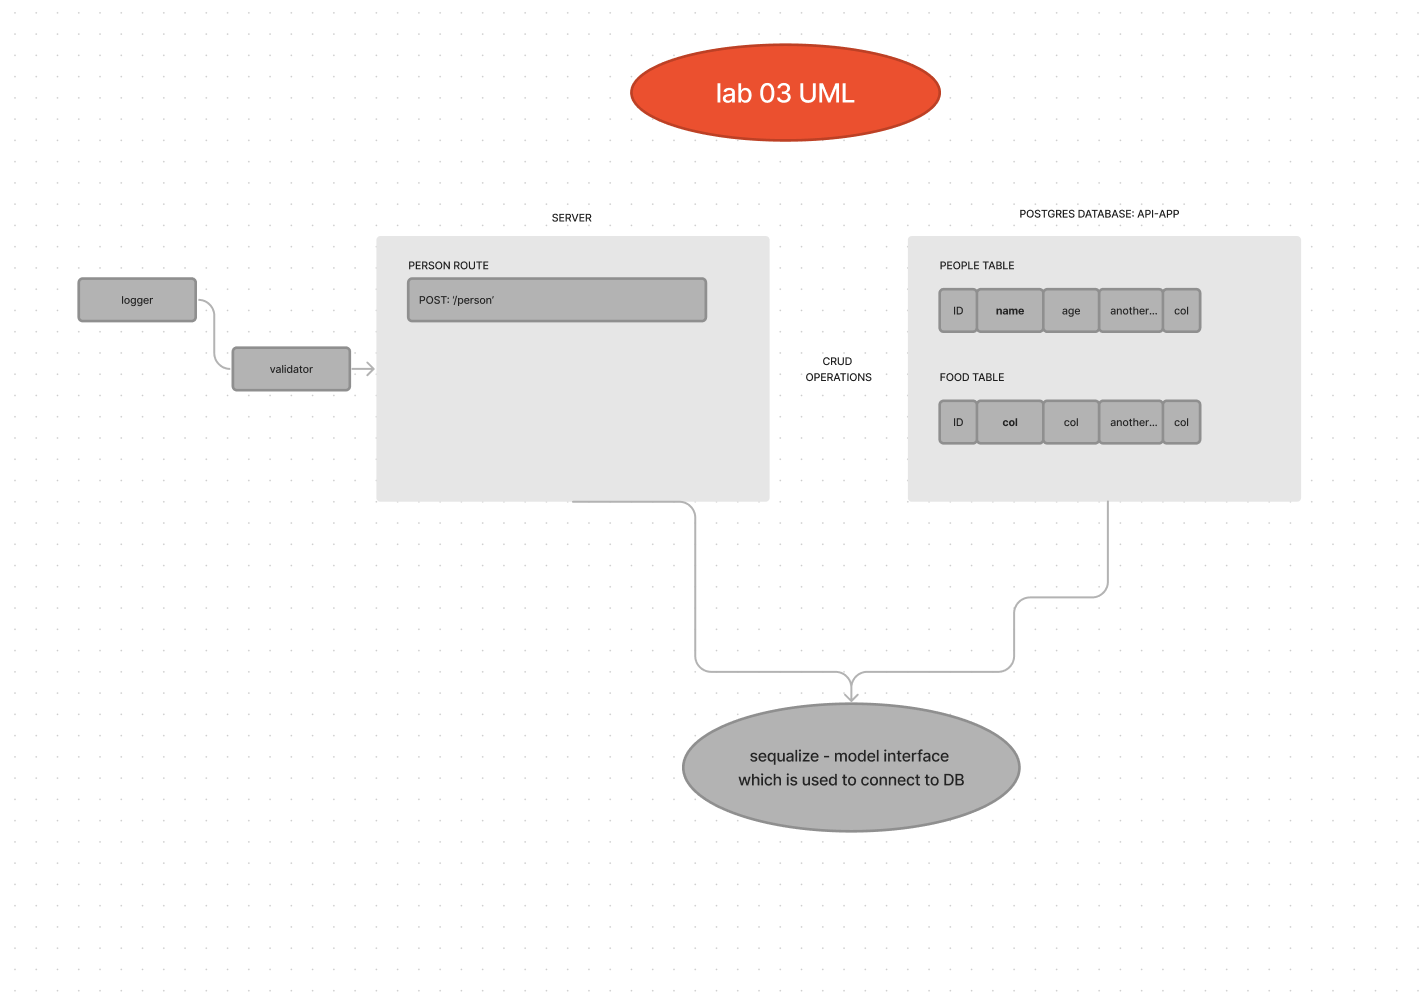 lab 03 UML
SERVER
POSTGRES DATABASE: API-APP
logger
validator
PERSON ROUTE
POST: '/person'
CRUD
OPERATIONS
PEOPLE TABLE
ID name age another... col
FOOD TABLE
ID col col another... col
sequalize - model interface
which is used to connect to DB